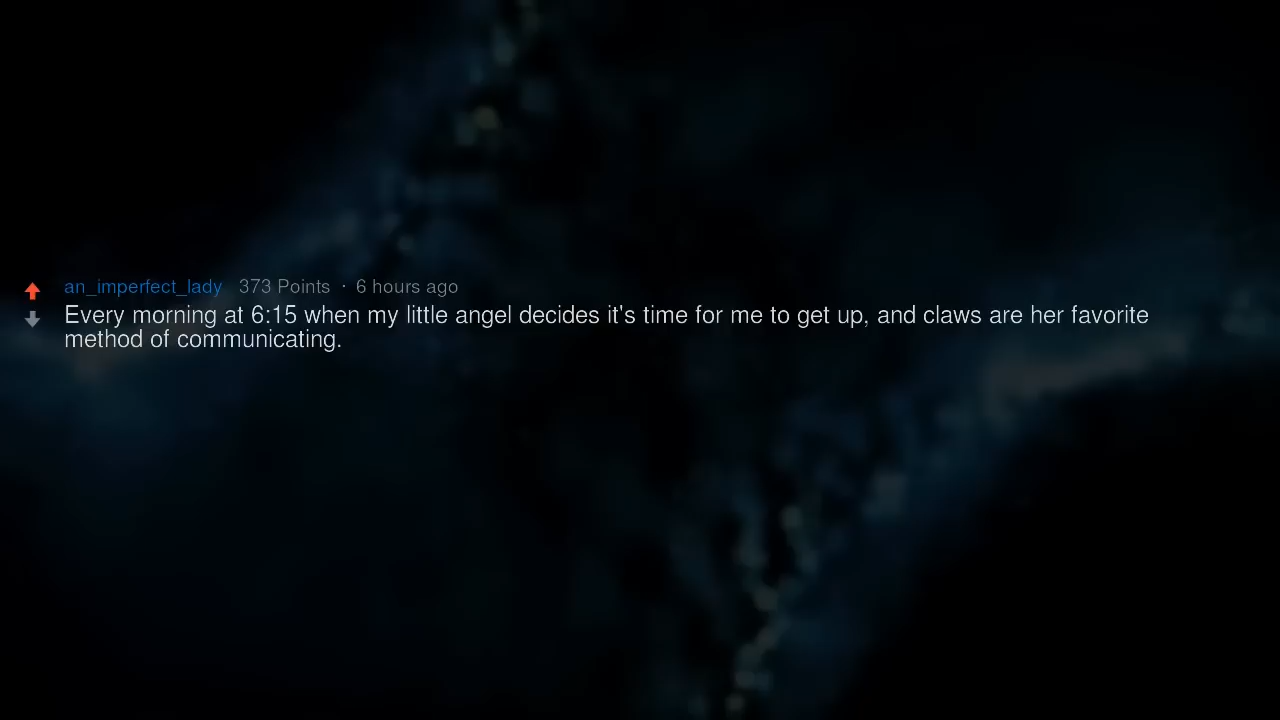 an_imperfect_lady 373 Points · 6 hours ago
Every morning at 6:15 when my little angel decides it's time for me to get up, and claws are her favorite
method of communicating.